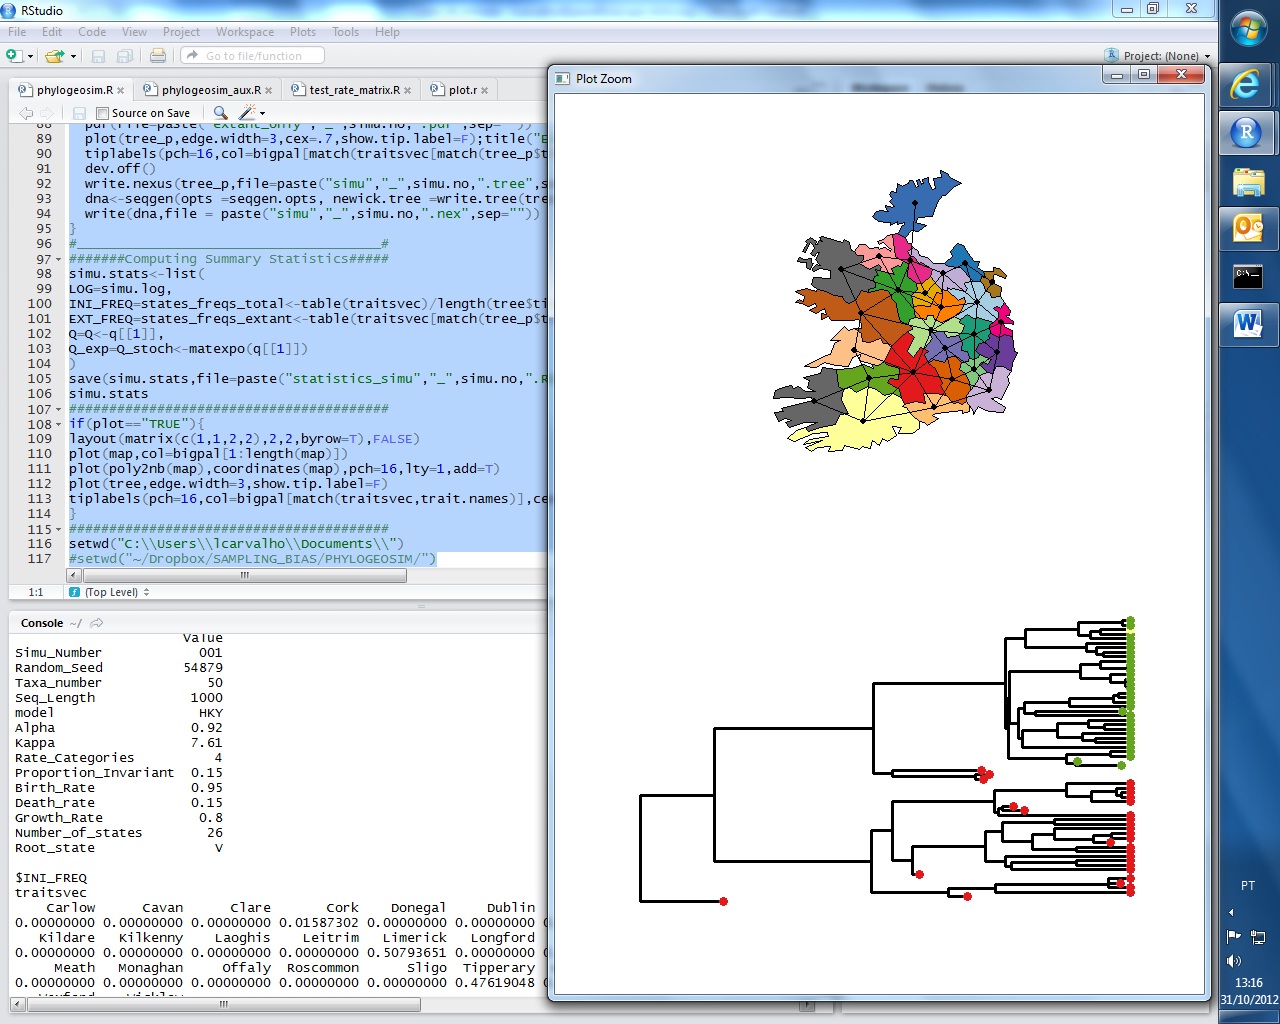 RStudio
File Edit Code View Project Workspace Plots Tools Help
Go to file/function
Project: (None)
phylogeosim.R phylogeosim_aux.R test_rate_matrix.R plot.r
Source on Save
89 plot(tree_p,edge.width=3,cex=.7,show.tip.label=F);title("E
90 tiplabels(pch=16,col=bigpal[match(traitsvec[match(tree_p$t
91 dev.off()
92 write.nexus(tree_p,file=paste("simu","_",simu.no,".tree",s
93 dna<-seqgen(opts =seqgen.opts, newick.tree =write.tree(tre
94 write(dna,file = paste("simu","_",simu.no,".nex",sep=""))
95 }
96 #______________________________________#
97 #######Computing Summary Statistics#####
98 simu.stats<-list(
99 LOG=simu.log,
100 INI_FREQ=states_freqs_total<-table(traitsvec)/length(tree$ti
101 EXT_FREQ=states_freqs_extant<-table(traitsvec[match(tree_p$t
102 Q=Q<-q[[1]],
103 Q_exp=Q_stoch<-matexpo(q[[1]])
104 )
105 save(simu.stats,file=paste("statistics_simu","_",simu.no,".R
106 simu.stats
107 ########################################
108 if(plot=="TRUE"){
109 layout(matrix(c(1,1,2,2),2,2,byrow=T),FALSE)
110 plot(map,col=bigpal[1:length(map)])
111 plot(poly2nb(map),coordinates(map),pch=16,lty=1,add=T)
112 plot(tree,edge.width=3,show.tip.label=F)
113 tiplabels(pch=16,col=bigpal[match(traitsvec,trait.names)],ce
114 }
115 ########################################
116 setwd("C:\\Users\\lcarvalho\\Documents\\")
117 #setwd("~/Dropbox/SAMPLING_BIAS/PHYLOGEOSIM/")
1:1 (Top Level)
Console ~/
Value
Simu_Number 001
Random_Seed 54879
Taxa_number 50
Seq_Length 1000
model HKY
Alpha 0.92
Kappa 7.61
Rate_Categories 4
Proportion_Invariant 0.15
Birth_Rate 0.95
Death_rate 0.15
Growth_Rate 0.8
Number_of_states 26
Root_state V
$INI_FREQ
traitsvec
Carlow Cavan Clare Cork Donegal Dublin
0.00000000 0.00000000 0.00000000 0.01587302 0.00000000 0.00000000
Kildare Kilkenny Laoghis Leitrim Limerick Longford
0.00000000 0.00000000 0.00000000 0.00000000 0.50793651 0.00000000
Meath Monaghan Offaly Roscommon Sligo Tipperary
0.00000000 0.00000000 0.00000000 0.00000000 0.00000000 0.47619048
Plot Zoom
C:\_
PT
13:16
31/10/2012